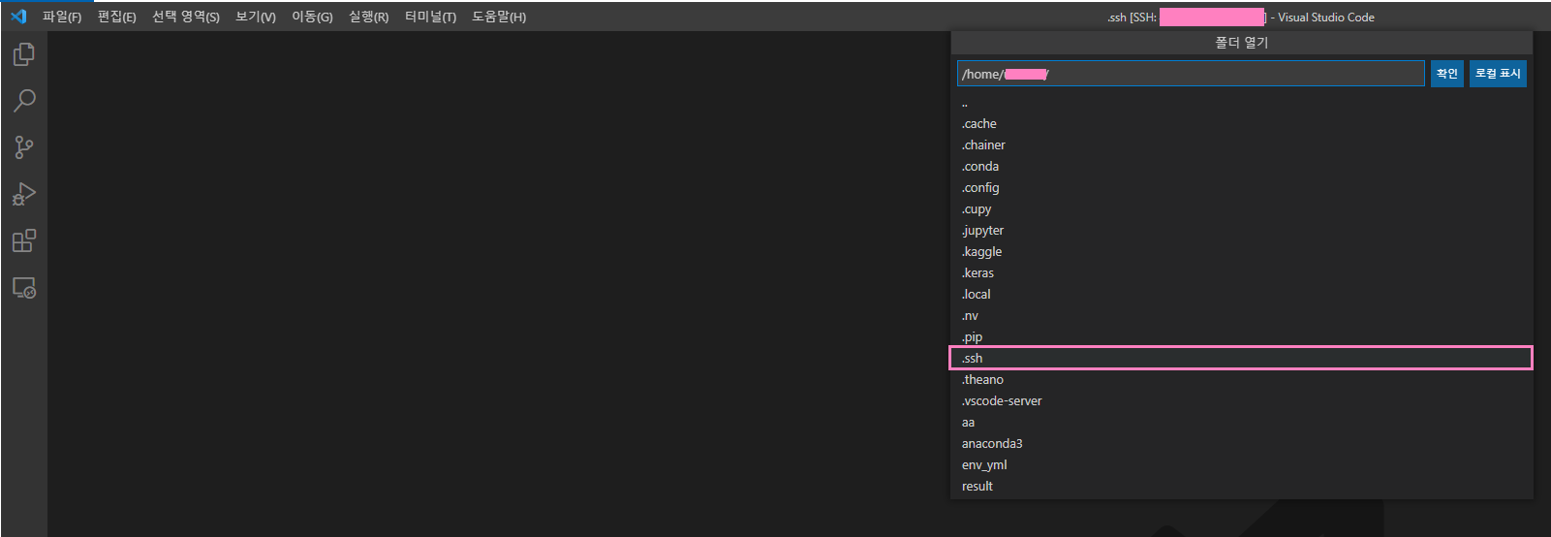 파일(F) 편집(E) 선택 영역(S) 보기(V) 이동(G) 실행(R) 터미널(T) 도움말(H) .ssh [SSH: ] - Visual Studio Code
폴더 열기
/home/ / 확인 로컬 표시
..
.cache
.chainer
.conda
.config
.cupy
.jupyter
.kaggle
.keras
.local
.nv
.pip
.ssh
.theano
.vscode-server
aa
anaconda3
env_yml
result